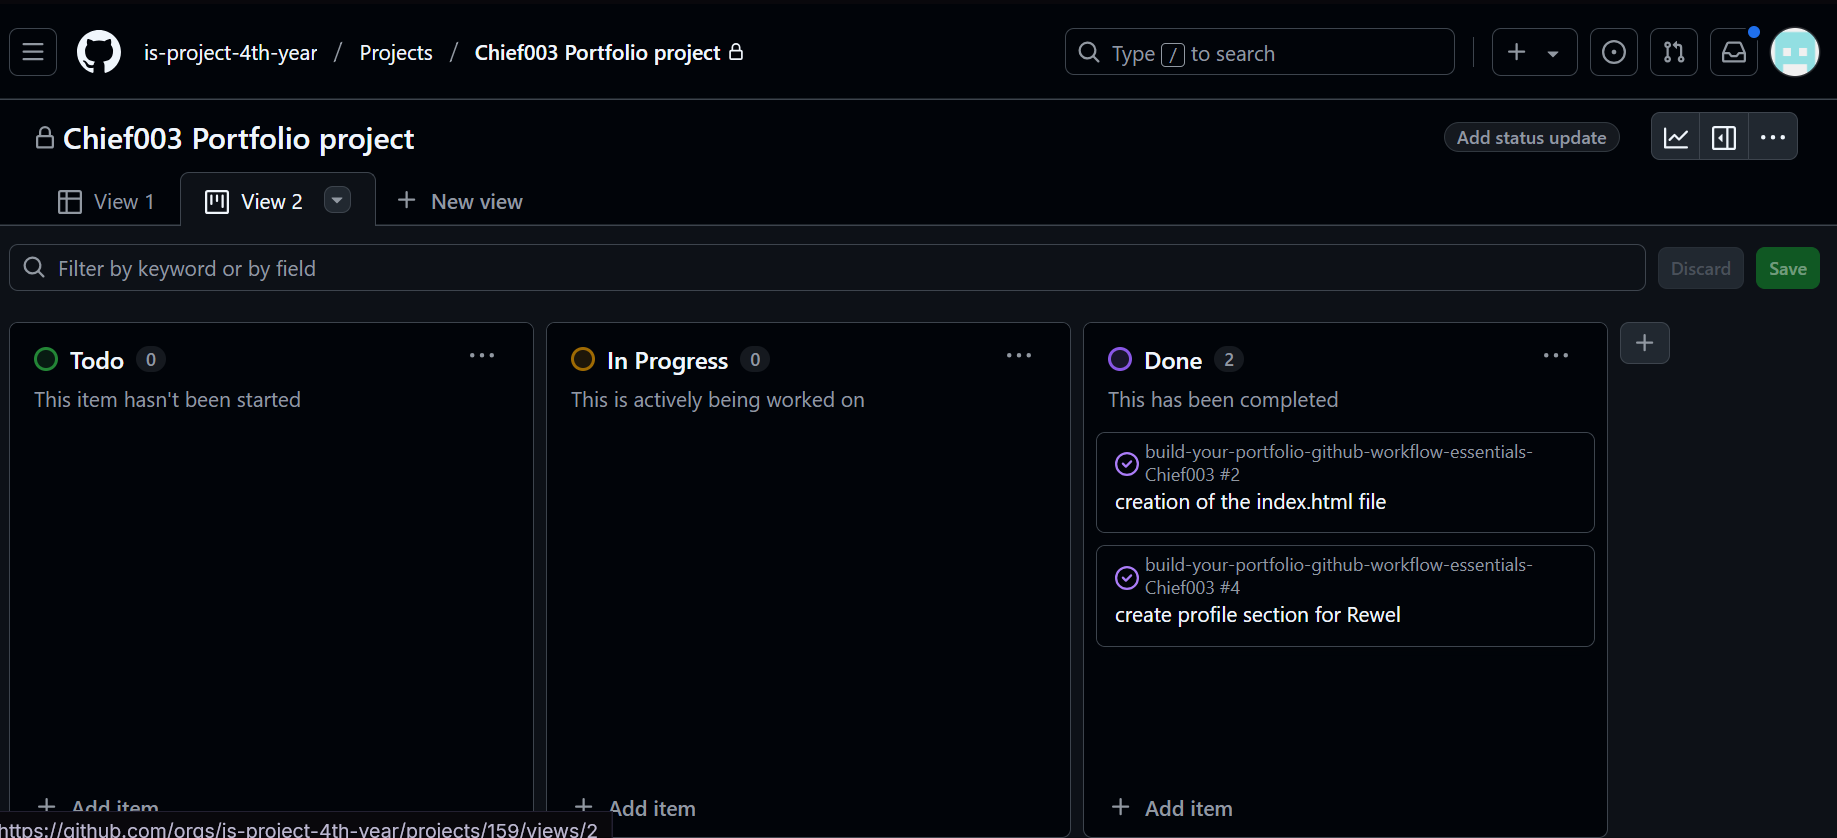 is-project-4th-year / Projects / Chief003 Portfolio project
Type / to search
Chief003 Portfolio project
Add status update
View 1
View 2
New view
Filter by keyword or by field
Discard
Save
Todo 0
This item hasn't been started
In Progress 0
This is actively being worked on
Done 2
This has been completed
build-your-portfolio-github-workflow-essentials-
Chief003 #2
creation of the index.html file
build-your-portfolio-github-workflow-essentials-
Chief003 #4
create profile section for Rewel
Add item
Add item
Add item
https://github.com/orgs/is-project-4th-year/projects/159/views/2